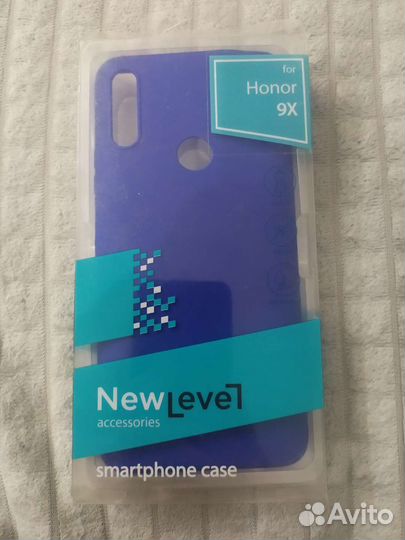 for
Honor
9X
NewLevel
accessories
smartphone case
Avito